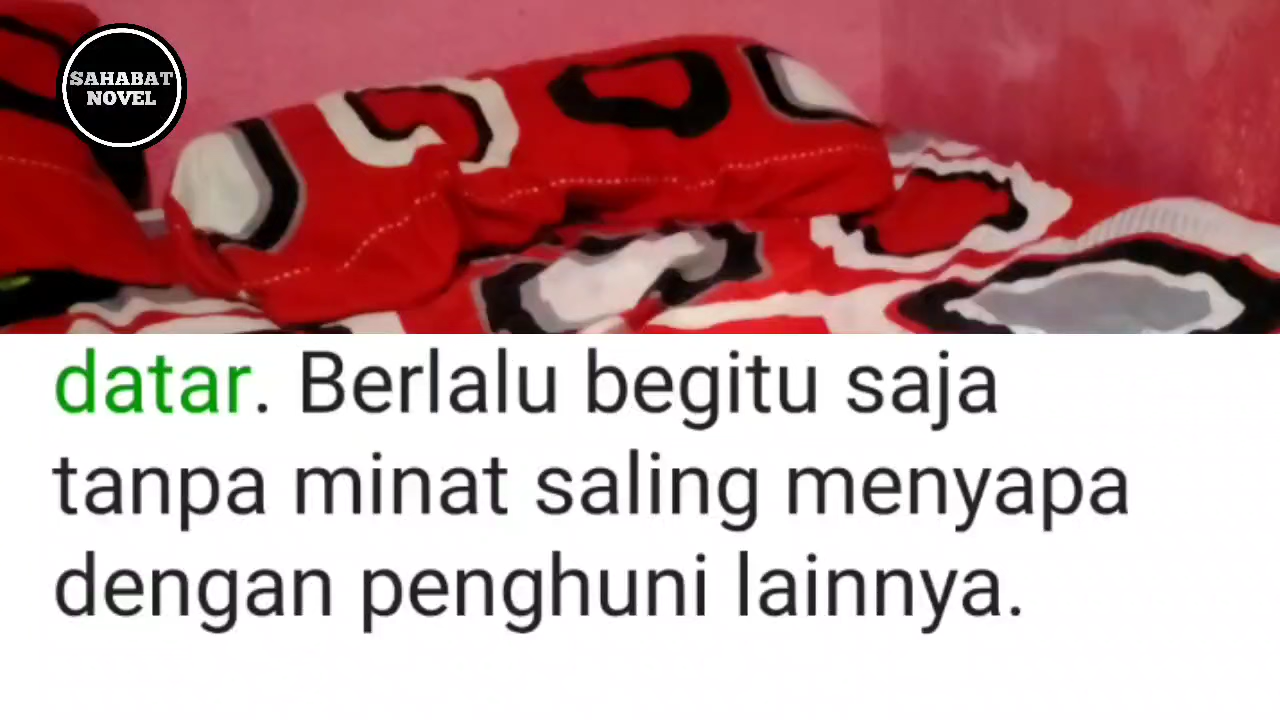 SAHABAT
NOVEL
datar. Berlalu begitu saja
tanpa minat saling menyapa
dengan penghuni lainnya.